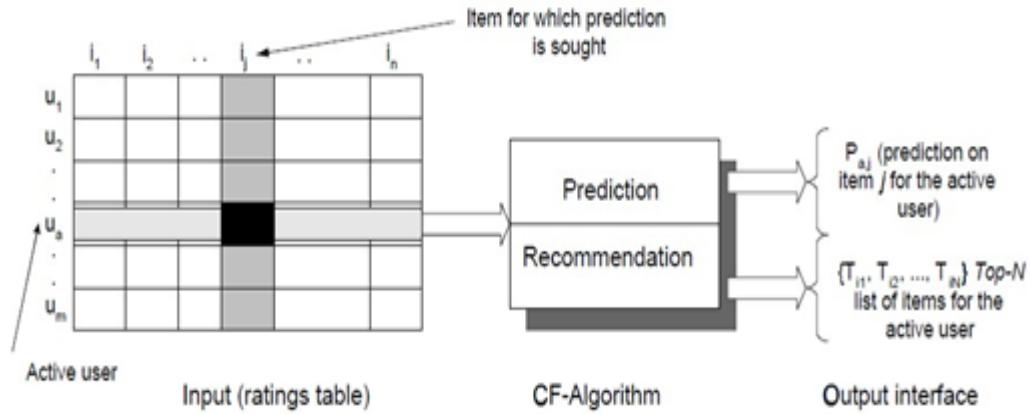 Item for which prediction
is sought
i₁ i₂ . . iⱼ . . iₙ
u₁
u₂
.
.
uₐ
.
.
uₘ
Active user
Input (ratings table)
Prediction
Recommendation
CF-Algorithm
Pₐ,ⱼ (prediction on
item j for the active
user)
{Tᵢ₁, Tᵢ₂, ..., TᵢN} Top-N
list of items for the
active user
Output interface